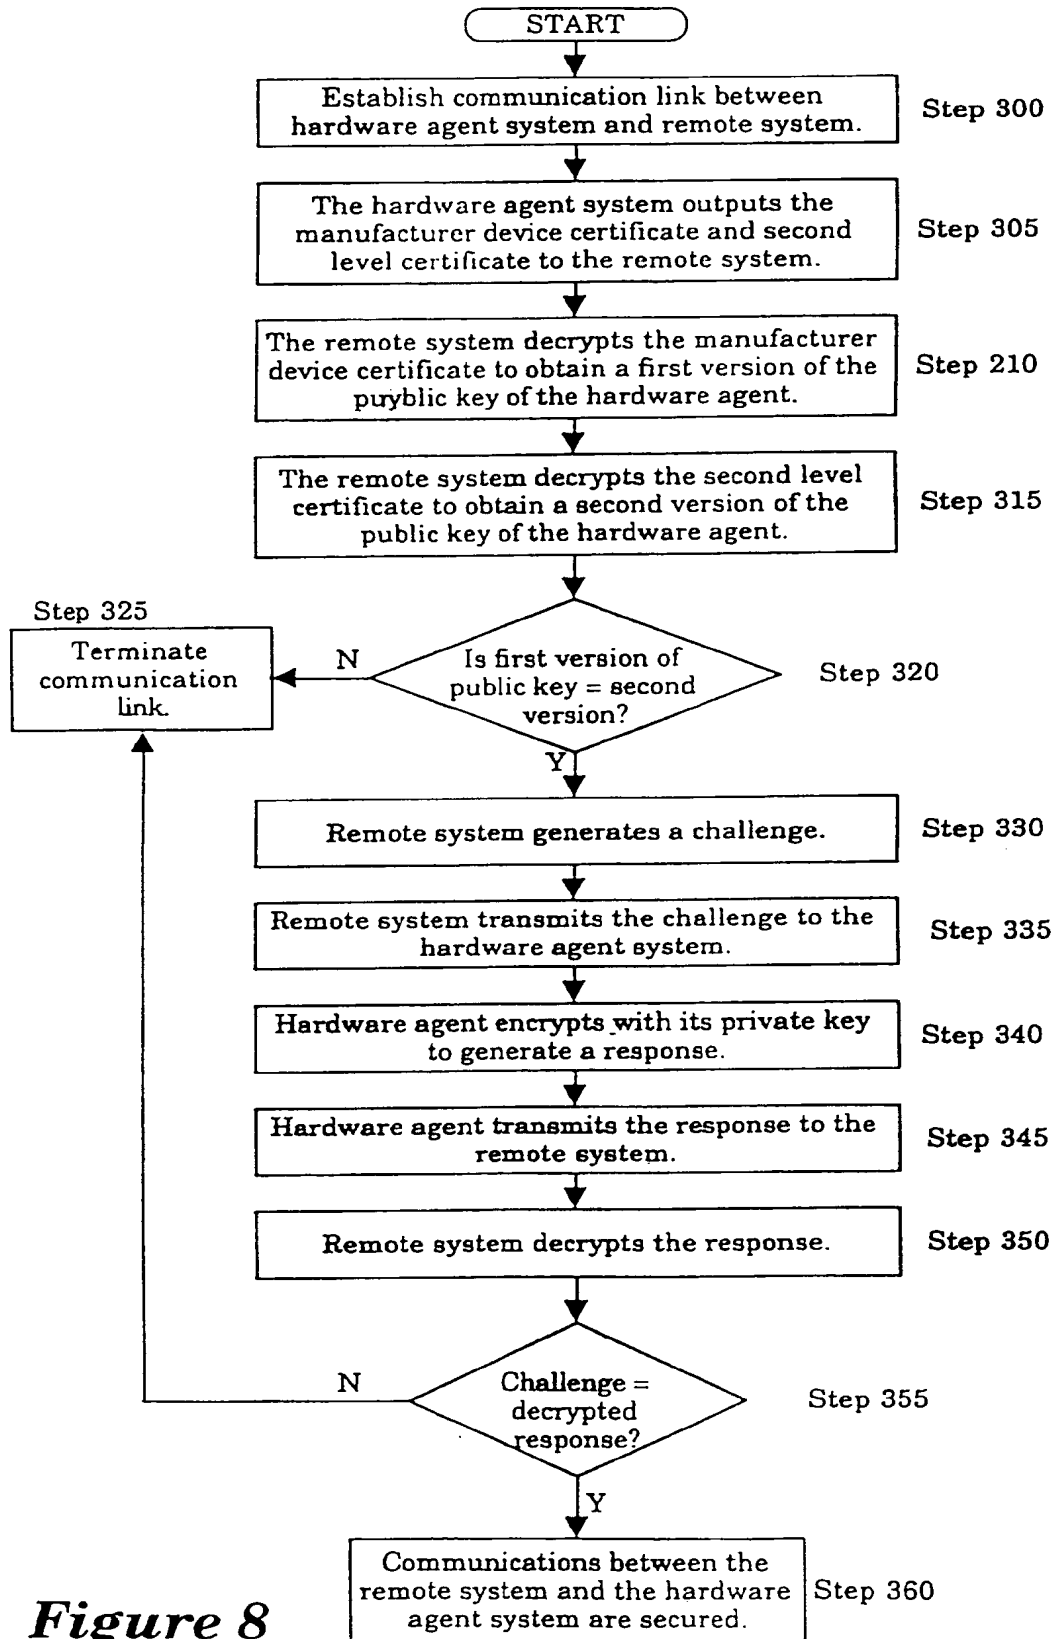 START
Establish communication link between
hardware agent system and remote system.
Step 300
The hardware agent system outputs the
manufacturer device certificate and second
level certificate to the remote system.
Step 305
The remote system decrypts the manufacturer
device certificate to obtain a first version of the
puyblic key of the hardware agent.
Step 210
The remote system decrypts the second level
certificate to obtain a second version of the
public key of the hardware agent.
Step 315
Step 325
Terminate
communication
link.
N
Is first version of
public key = second
version?
Step 320
Y
Remote system generates a challenge.
Step 330
Remote system transmits the challenge to the
hardware agent system.
Step 335
Hardware agent encrypts with its private key
to generate a response.
Step 340
Hardware agent transmits the response to the
remote system.
Step 345
Remote system decrypts the response.
Step 350
N
Challenge =
decrypted
response?
Step 355
Y
Communications between the
remote system and the hardware
agent system are secured.
Step 360
Figure 8